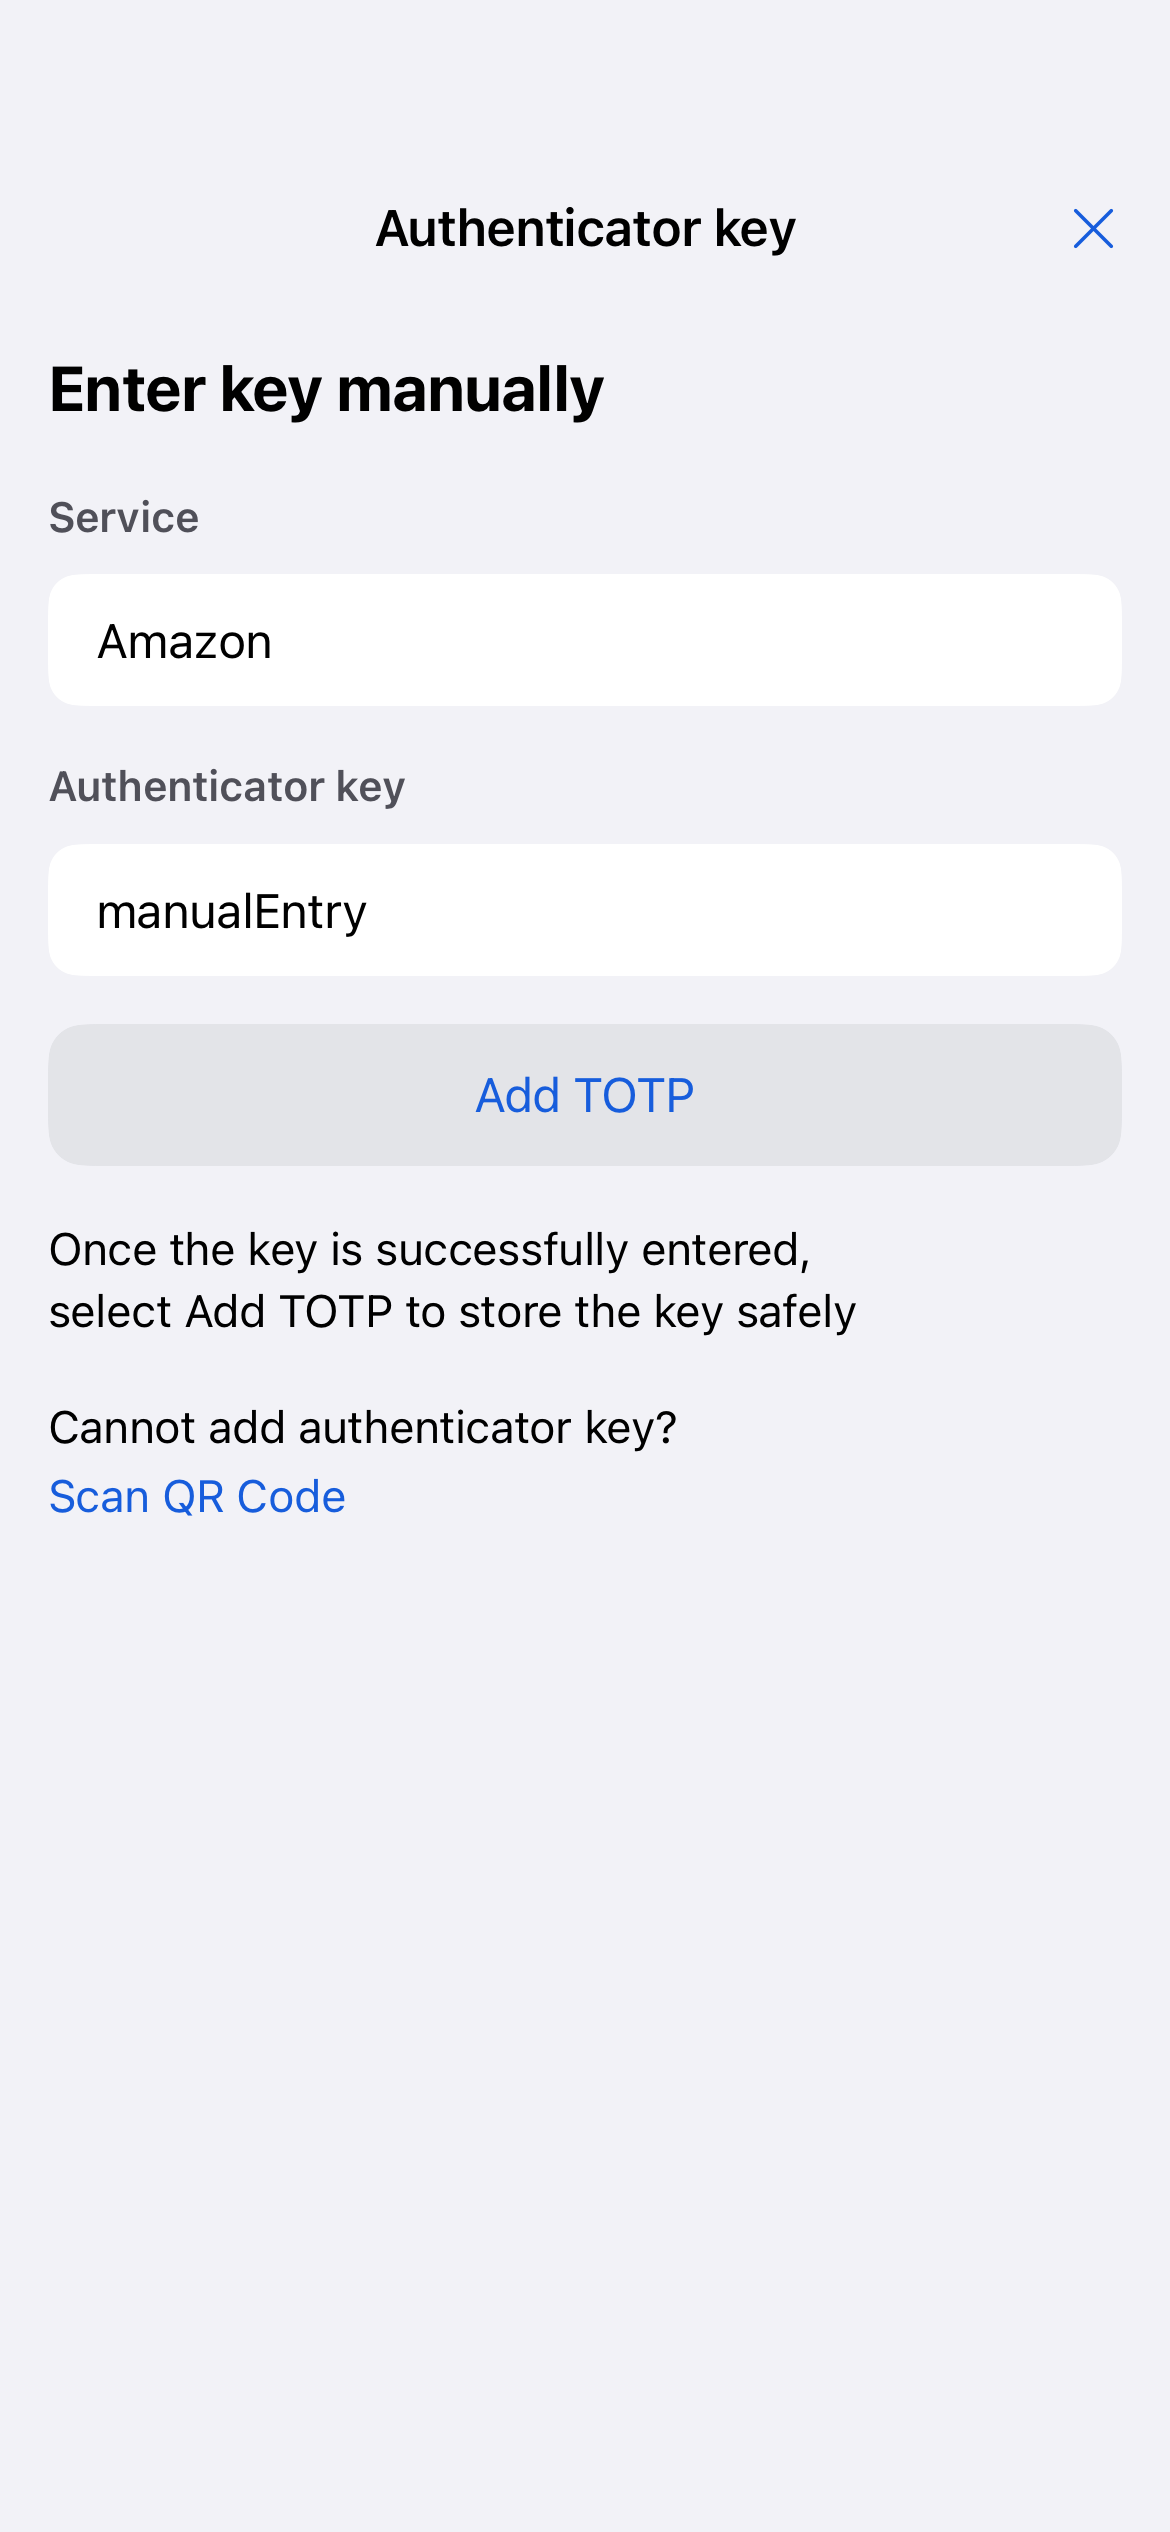 Authenticator key
Enter key manually
Service
Amazon
Authenticator key
manualEntry
Add TOTP
Once the key is successfully entered,
select Add TOTP to store the key safely
Cannot add authenticator key?
Scan QR Code